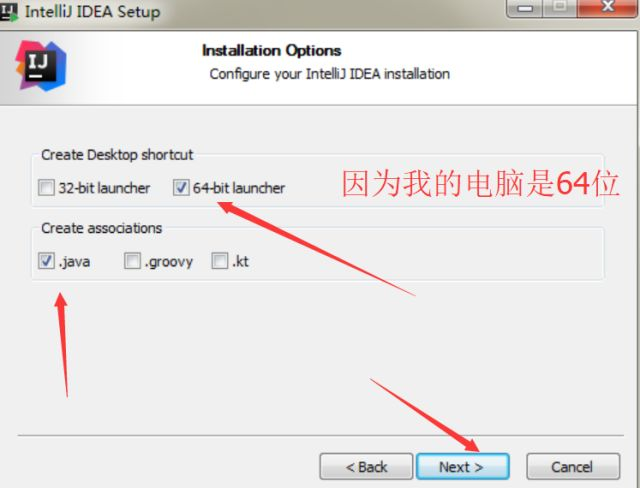 IntelliJ IDEA Setup
IJ
Installation Options
Configure your IntelliJ IDEA installation
Create Desktop shortcut
32-bit launcher 64-bit launcher
因为我的电脑是64位
Create associations
.java .groovy .kt
< Back Next > Cancel